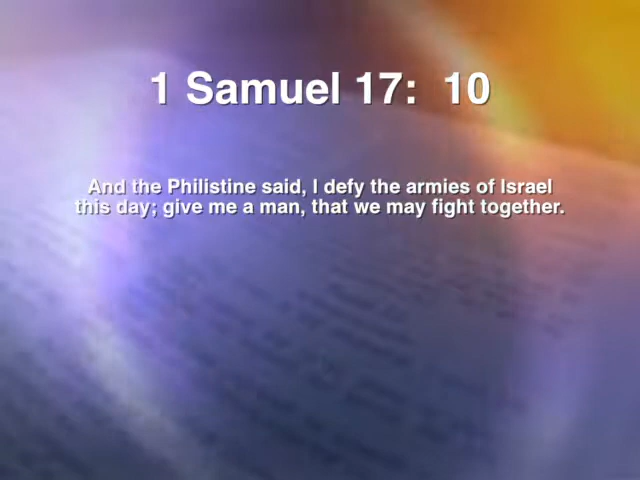 1 Samuel 17:  10
And the Philistine said, I defy the armies of Israel
this day; give me a man, that we may fight together.